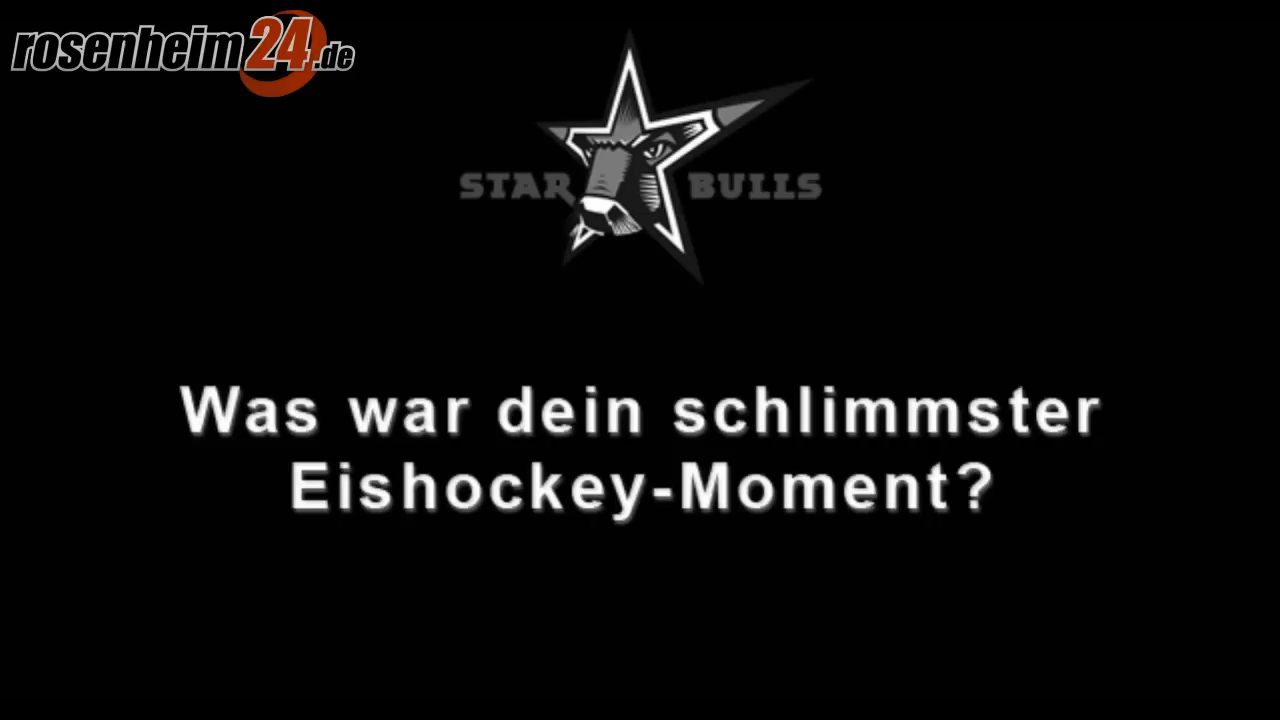 rosenheim24.de
STAR BULLS
Was war dein schlimmster
Eishockey-Moment?